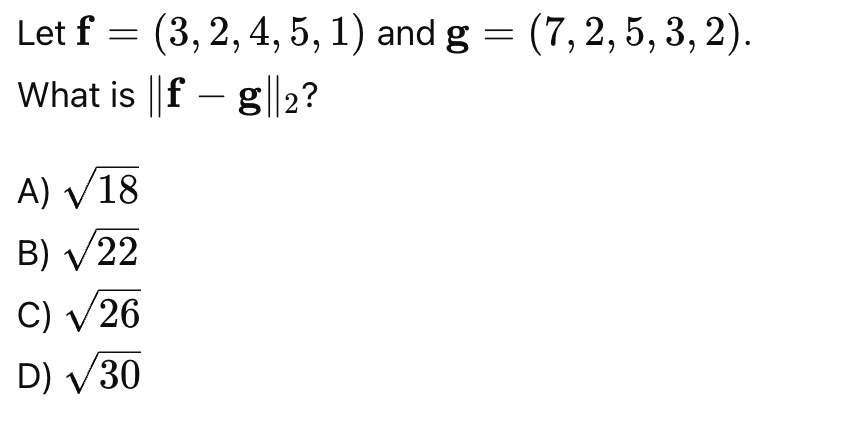 Let f = (3, 2, 4, 5, 1) and g = (7, 2, 5, 3, 2).
What is ||f − g||₂?
A) √18
B) √22
C) √26
D) √30